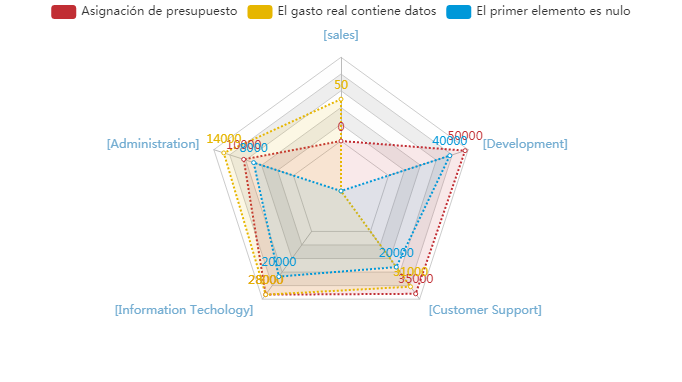 Asignación de presupuesto
El gasto real contiene datos
El primer elemento es nulo
[sales]
50
0
50000
40000
14000
10000
8000
[Administration]
[Development]
20000
20000
31000
35000
28000
[Information Techology]
[Customer Support]